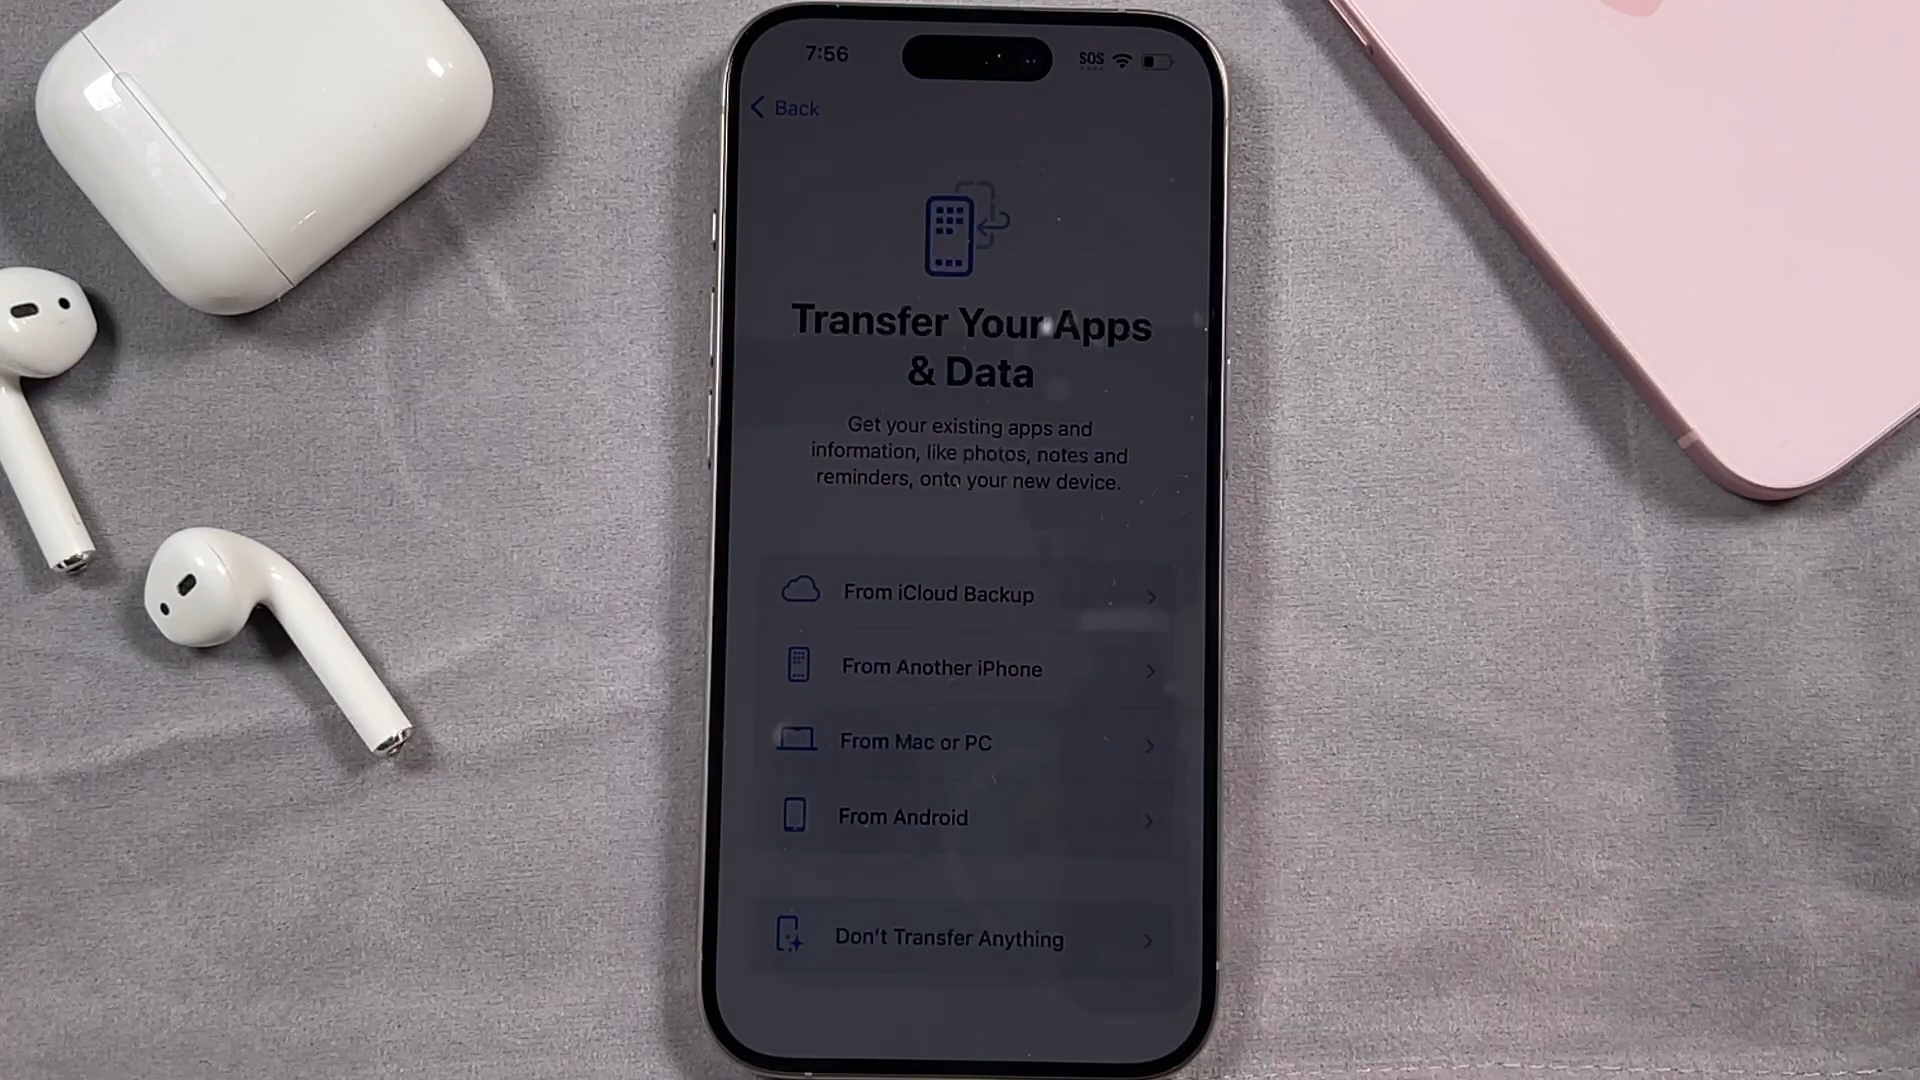 7:56
SOS
Back
Transfer Your Apps
& Data
Get your existing apps and
information, like photos, notes and
reminders, onto your new device.
From iCloud Backup
From Another iPhone
From Mac or PC
From Android
Don't Transfer Anything